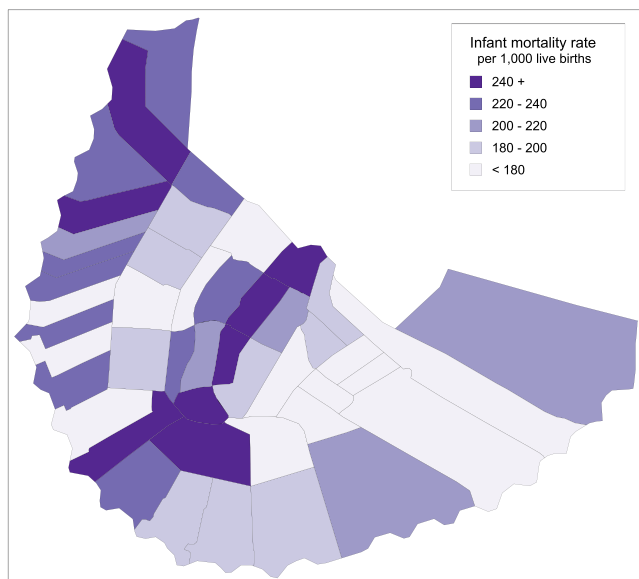 Infant mortality rate
per 1,000 live births
240 +
220 - 240
200 - 220
180 - 200
< 180